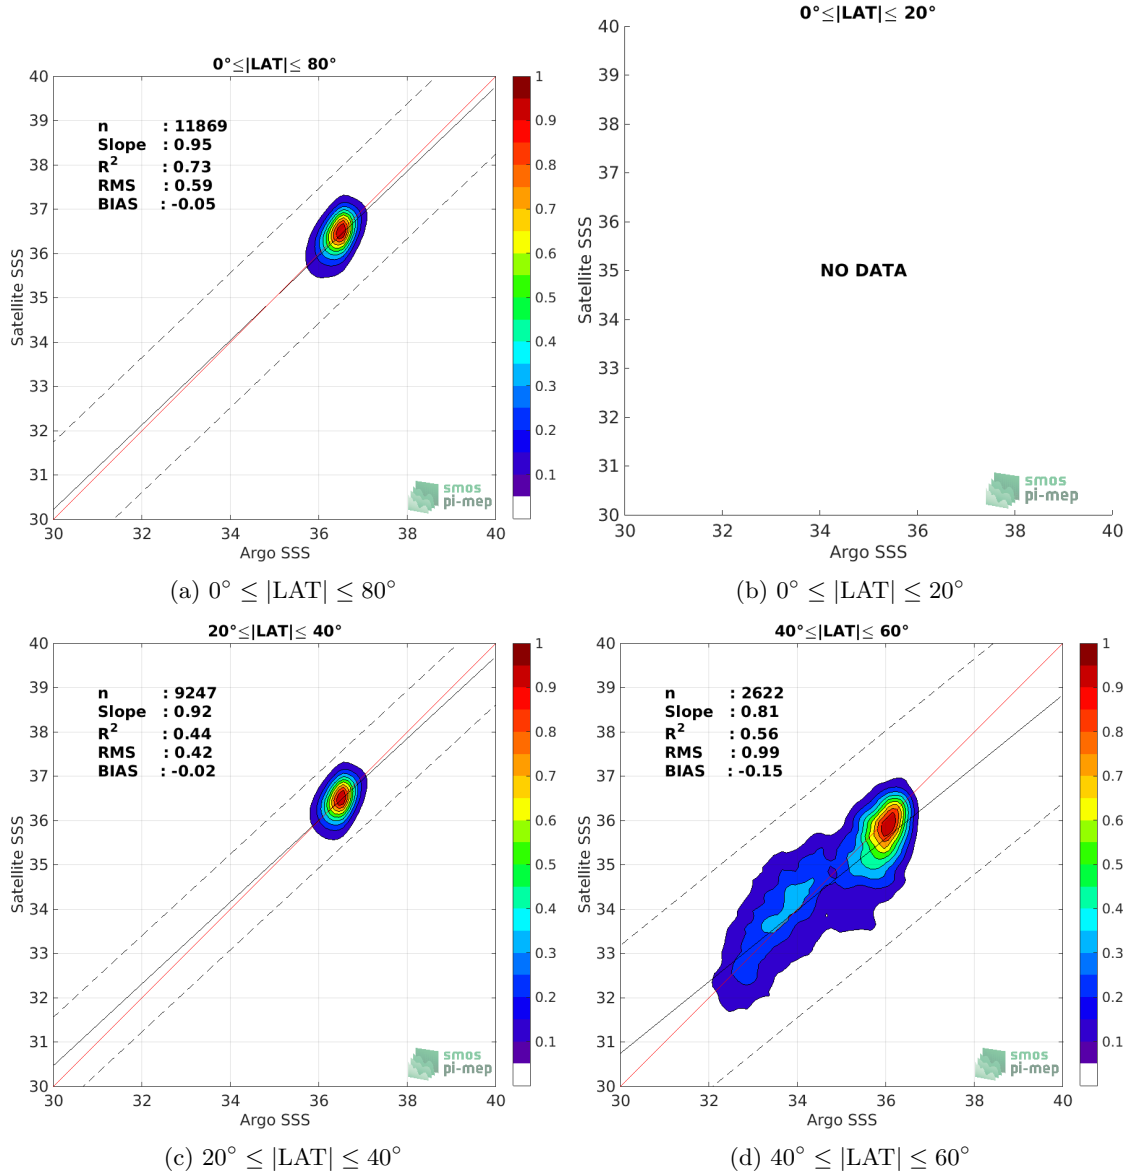 0°≤|LAT|≤ 80°
40
39
38
37
36
35
34
33
32
31
30
Satellite SSS
n : 11869
Slope : 0.95
R² : 0.73
RMS : 0.59
BIAS : -0.05
1
0.9
0.8
0.7
0.6
0.5
0.4
0.3
0.2
0.1
smos
pi-mep
30 32 34 36 38 40
Argo SSS
(a) 0° ≤ |LAT| ≤ 80°
0°≤|LAT|≤ 20°
40
39
38
37
36
35
34
33
32
31
30
Satellite SSS
NO DATA
smos
pi-mep
30 32 34 36 38 40
Argo SSS
(b) 0° ≤ |LAT| ≤ 20°
20°≤|LAT|≤ 40°
40
39
38
37
36
35
34
33
32
31
30
Satellite SSS
n : 9247
Slope : 0.92
R² : 0.44
RMS : 0.42
BIAS : -0.02
1
0.9
0.8
0.7
0.6
0.5
0.4
0.3
0.2
0.1
smos
pi-mep
30 32 34 36 38 40
Argo SSS
(c) 20° ≤ |LAT| ≤ 40°
40°≤|LAT|≤ 60°
40
39
38
37
36
35
34
33
32
31
30
Satellite SSS
n : 2622
Slope : 0.81
R² : 0.56
RMS : 0.99
BIAS : -0.15
1
0.9
0.8
0.7
0.6
0.5
0.4
0.3
0.2
0.1
smos
pi-mep
30 32 34 36 38 40
Argo SSS
(d) 40° ≤ |LAT| ≤ 60°